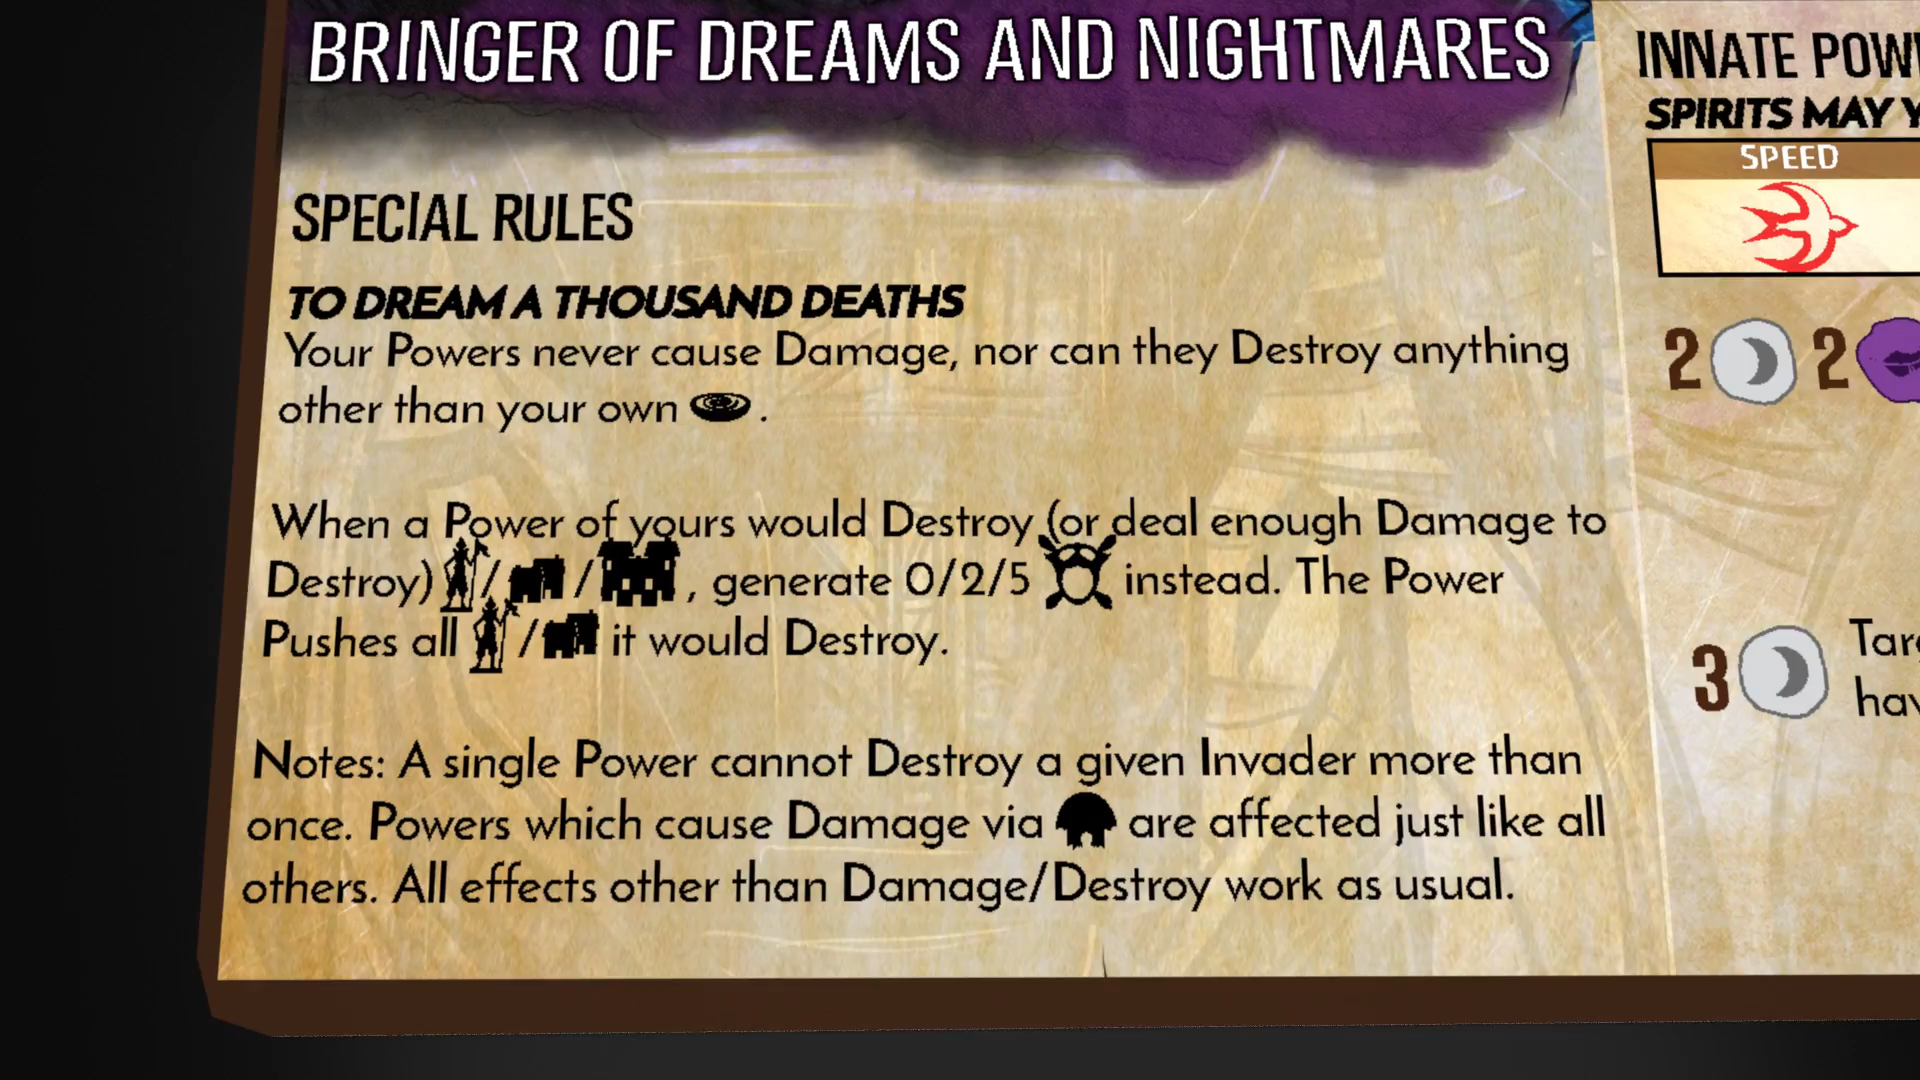 BRINGER OF DREAMS AND NIGHTMARES
SPECIAL RULES
TO DREAM A THOUSAND DEATHS
Your Powers never cause Damage, nor can they Destroy anything
other than your own .
When a Power of yours would Destroy (or deal enough Damage to
Destroy) / / , generate 0/2/5 instead. The Power
Pushes all / it would Destroy.
Notes: A single Power cannot Destroy a given Invader more than
once. Powers which cause Damage via are affected just like all
others. All effects other than Damage/Destroy work as usual.
INNATE
SPIRITS MAY
SPEED
2 2
3